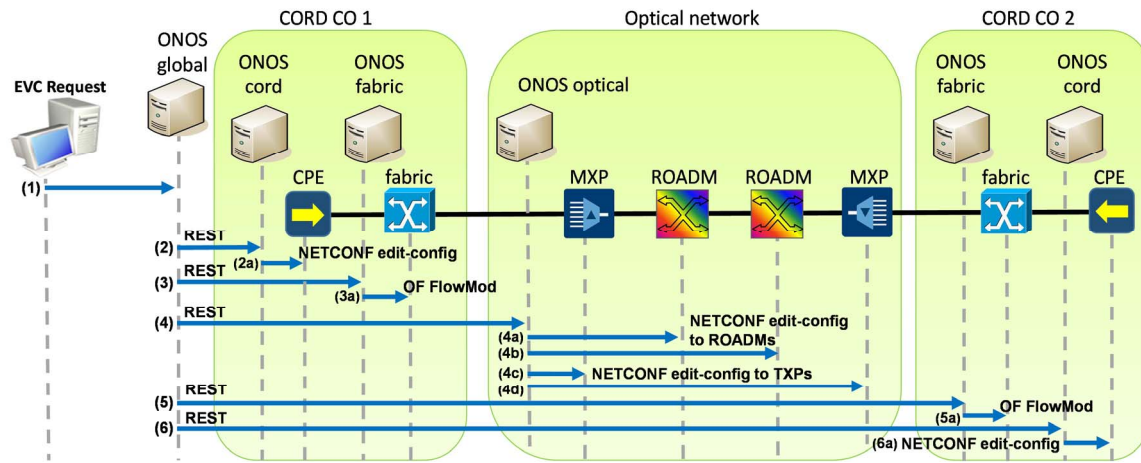 CORD CO 1
Optical network
CORD CO 2
ONOS global
ONOS cord
ONOS fabric
ONOS optical
ONOS fabric
ONOS cord
EVC Request
CPE
fabric
MXP
ROADM
ROADM
MXP
fabric
CPE
(1)
(2) REST
(2a) NETCONF edit-config
(3) REST
(3a) OF FlowMod
(4) REST
(4a) NETCONF edit-config
to ROADMs
(4b)
(4c) NETCONF edit-config to TXPs
(4d)
(5) REST
(5a) OF FlowMod
(6) REST
(6a) NETCONF edit-config